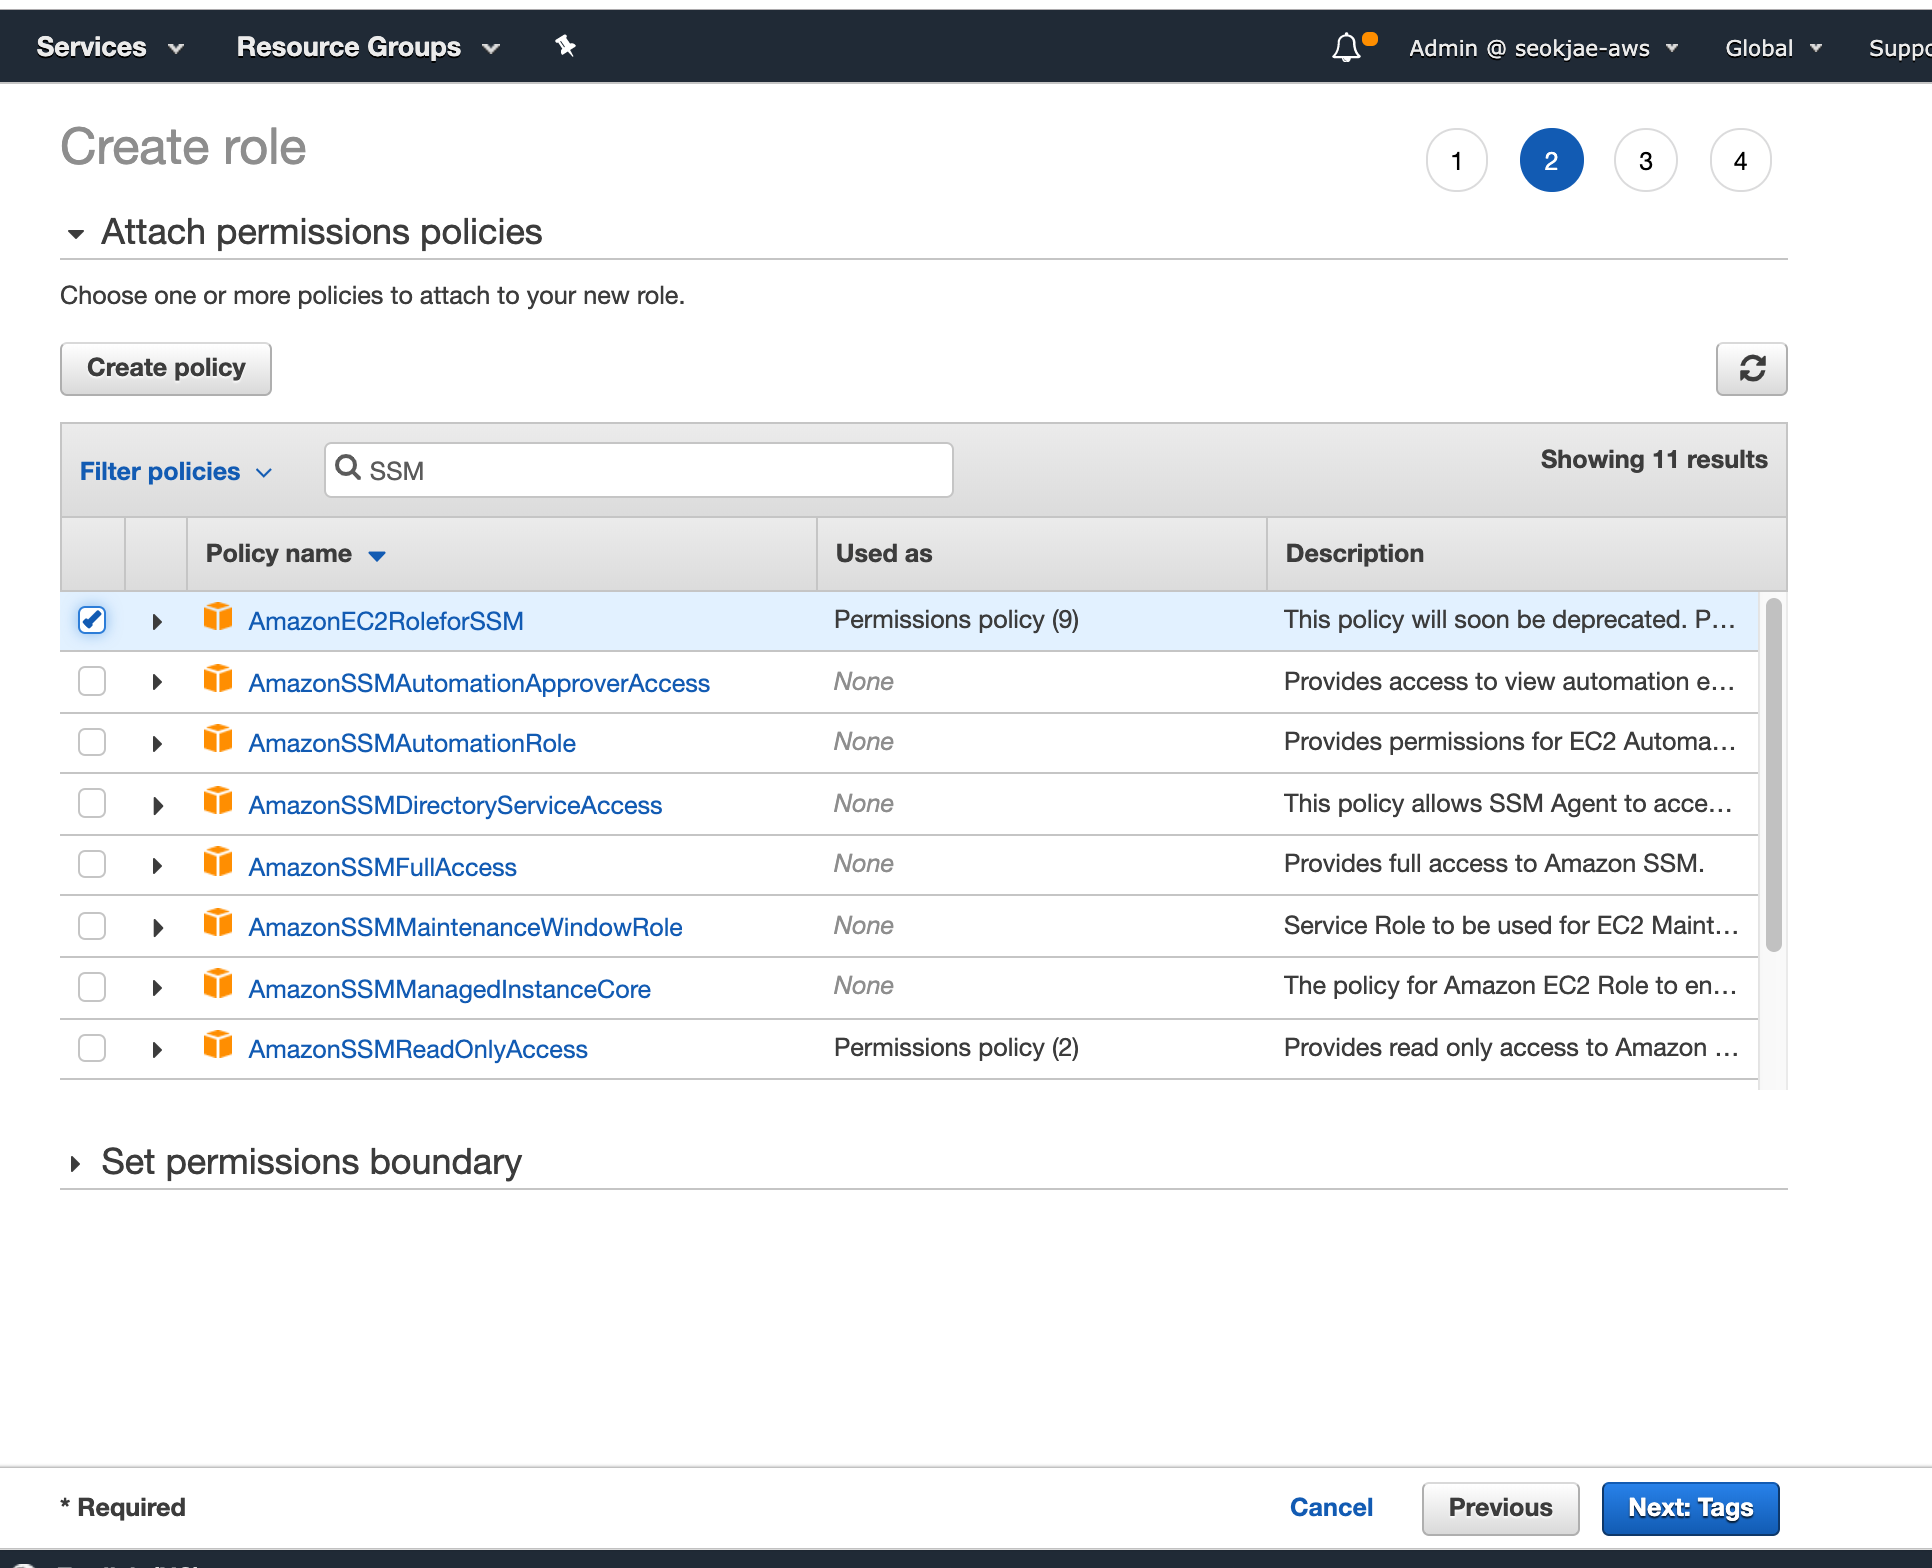 Services Resource Groups Admin @ seokjae-aws Global Suppo
Create role
1 2 3 4
Attach permissions policies
Choose one or more policies to attach to your new role.
Create policy
Filter policies SSM Showing 11 results
Policy name Used as Description
AmazonEC2RoleforSSM Permissions policy (9) This policy will soon be deprecated. P...
AmazonSSMAutomationApproverAccess None Provides access to view automation e...
AmazonSSMAutomationRole None Provides permissions for EC2 Automa...
AmazonSSMDirectoryServiceAccess None This policy allows SSM Agent to acce...
AmazonSSMFullAccess None Provides full access to Amazon SSM.
AmazonSSMMaintenanceWindowRole None Service Role to be used for EC2 Maint...
AmazonSSMManagedInstanceCore None The policy for Amazon EC2 Role to en...
AmazonSSMReadOnlyAccess Permissions policy (2) Provides read only access to Amazon ...
Set permissions boundary
* Required Cancel Previous Next: Tags